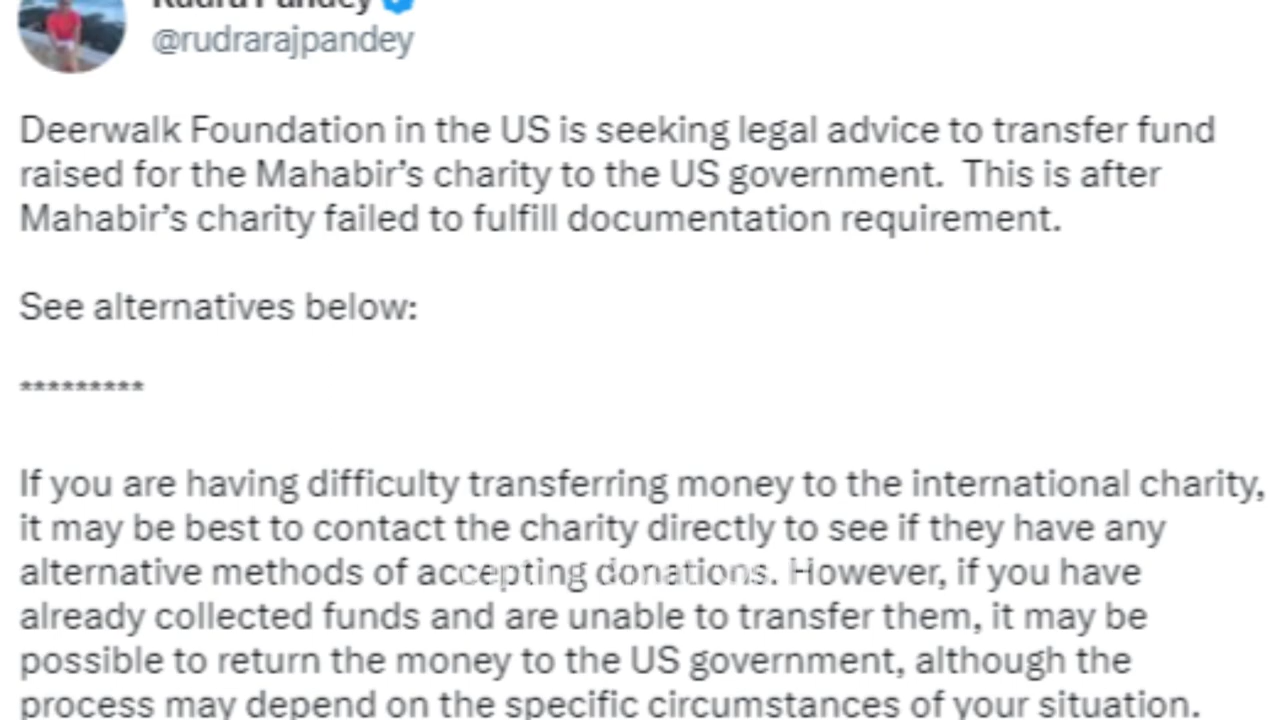 Rudra Pandey
@rudrarajpandey
Deerwalk Foundation in the US is seeking legal advice to transfer fund
raised for the Mahabir’s charity to the US government.  This is after
Mahabir’s charity failed to fulfill documentation requirement.
See alternatives below:
*********
If you are having difficulty transferring money to the international charity,
it may be best to contact the charity directly to see if they have any
alternative methods of accepting donations. However, if you have
already collected funds and are unable to transfer them, it may be
possible to return the money to the US government, although the
process may depend on the specific circumstances of your situation.